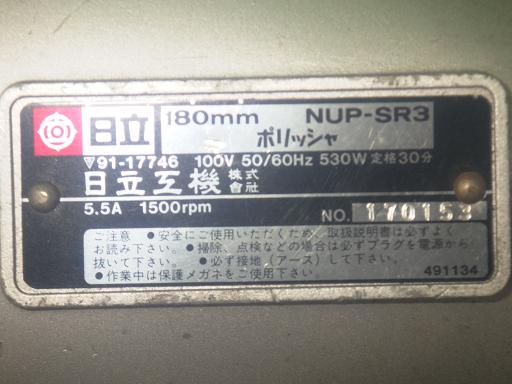 日立 180mm NUP-SR3
ポリッシャ
▽91-17746 100V 50/60Hz 530W 定格30分
日立工機 株式會社
5.5A 1500rpm NO. 170153
ご注意 ●安全にご使用いただくため、取扱説明書は必ずよく
お読み下さい。●掃除、点検などの場合は必ずプラグを電源から
抜いて下さい。●必ず接地(アース)して下さい。
●作業中は保護メガネをご使用下さい。 491134